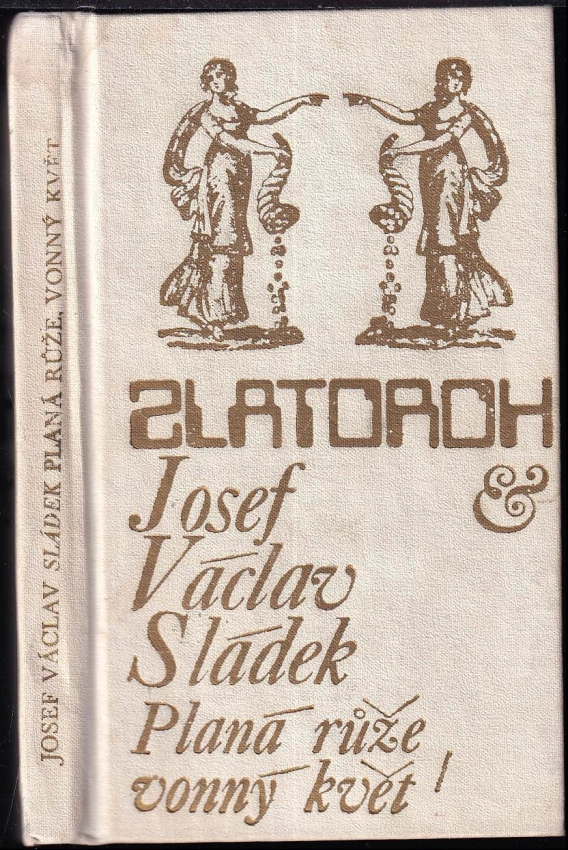 JOSEF VÁCLAV SLÁDEK PLANÁ RŮŽE, VONNÝ KVĚT
ZLATOROH
&
Josef
Václav
Sládek
Planá růže
vonný květ!